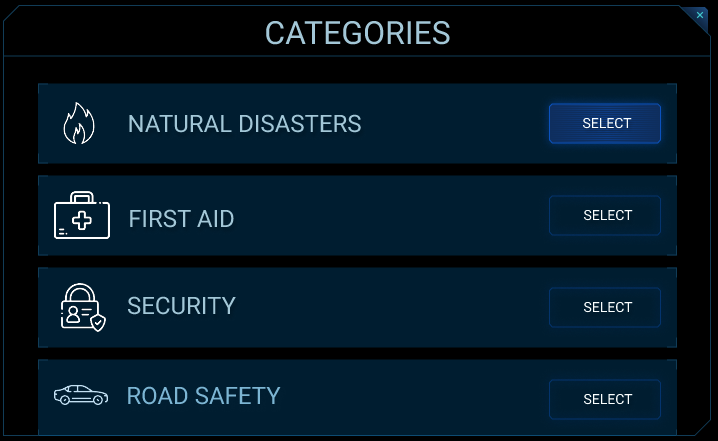 CATEGORIES
NATURAL DISASTERS
SELECT
FIRST AID
SELECT
SECURITY
SELECT
ROAD SAFETY
SELECT